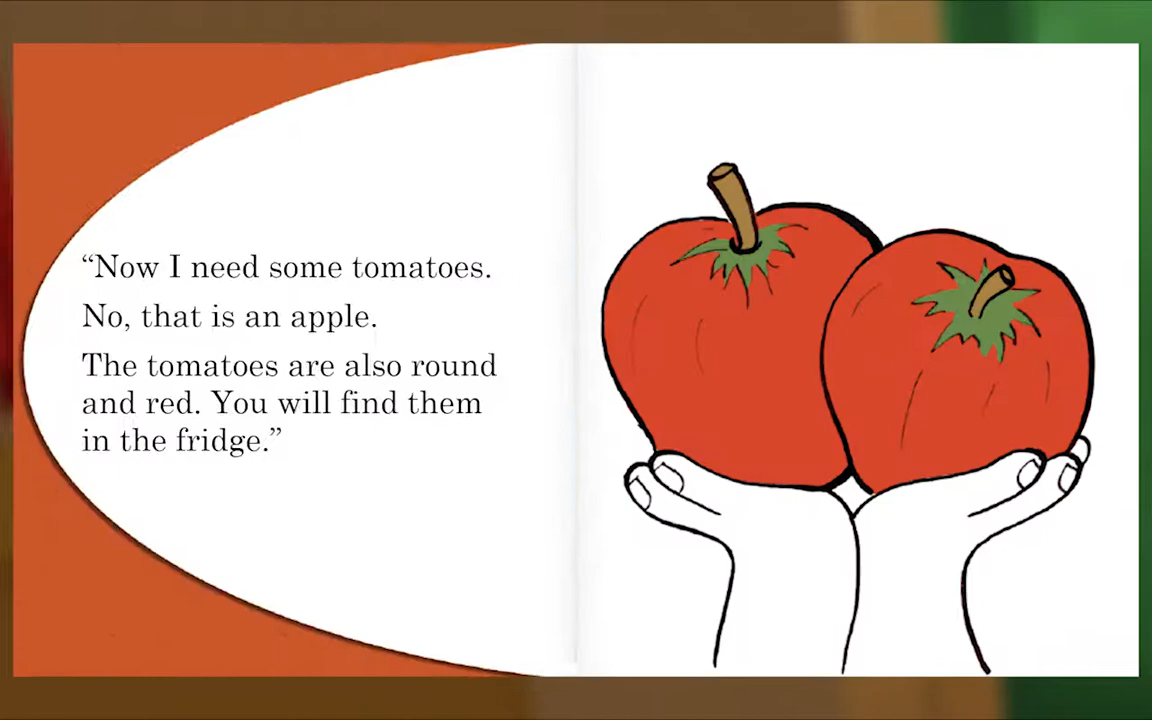 “Now I need some tomatoes.
No, that is an apple.
The tomatoes are also round
and red. You will find them
in the fridge.”